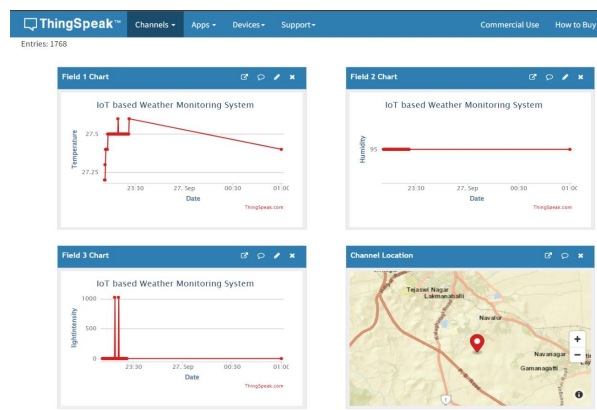 ThingSpeak™ Channels Apps Devices Support Commercial Use How to Buy
Entries: 1768
Field 1 Chart
IoT based Weather Monitoring System
Temperature
27.5
27.25
23:30 27. Sep 00:30 01:00
Date
ThingSpeak.com
Field 2 Chart
IoT based Weather Monitoring System
Humidity
95
23:30 27. Sep 00:30 01:00
Date
ThingSpeak.com
Field 3 Chart
IoT based Weather Monitoring System
lightintensity
1000
500
0
23:30 27. Sep 00:30 01:00
Date
ThingSpeak.com
Channel Location
Tejaswi Nagar
Lakmanahalli
Navalur
Navanagar
Gamanagatti
+
−